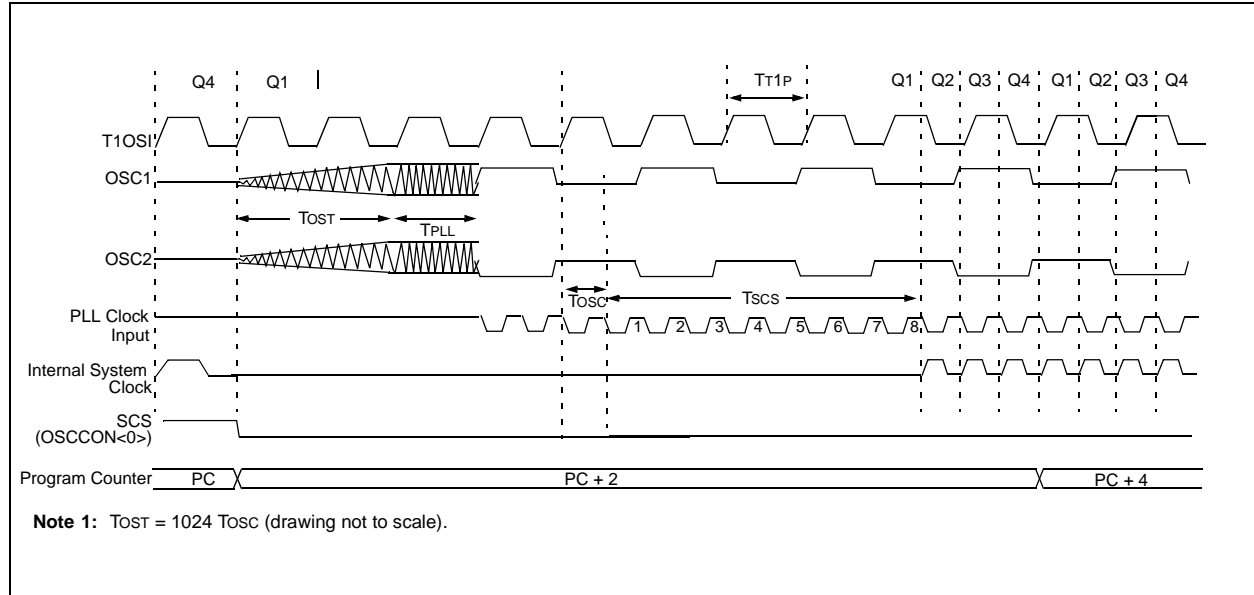 Q4 Q1 TT1P Q1 Q2 Q3 Q4 Q1 Q2 Q3 Q4
T1OSI
OSC1
TOST TPLL
OSC2
TOSC TSCS
PLL Clock
Input
1 2 3 4 5 6 7 8
Internal System
Clock
SCS
(OSCCON<0>)
Program Counter PC PC + 2 PC + 4
Note 1: TOST = 1024 TOSC (drawing not to scale).